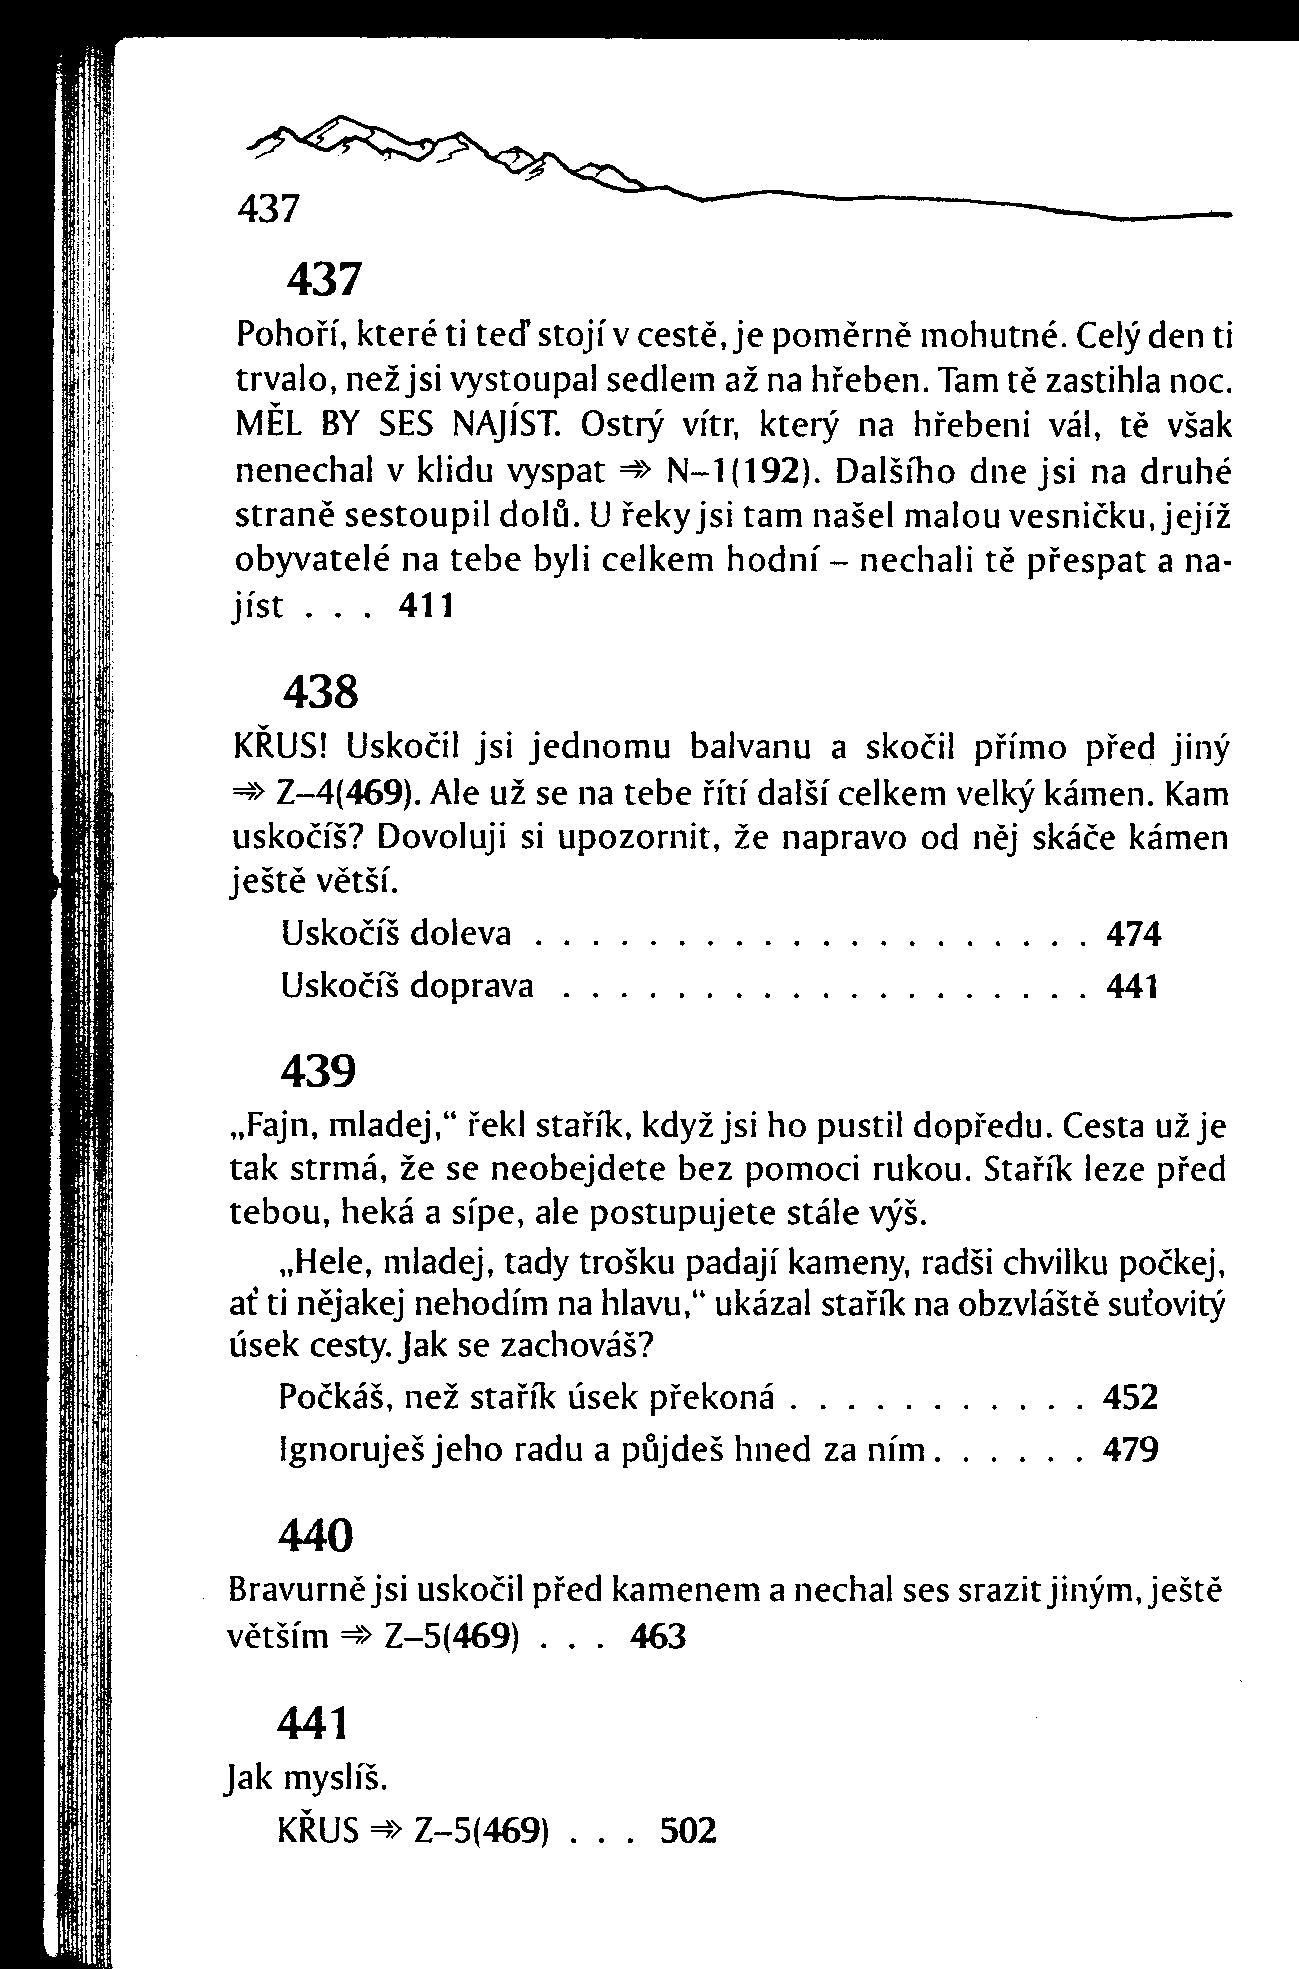 437
437
Pohoří, které ti teď stojí v cestě, je poměrně mohutné. Celý den ti
trvalo, než jsi vystoupal sedlem až na hřeben. Tam tě zastihla noc.
MĚL BY SES NAJÍST. Ostrý vítr, který na hřebeni vál, tě však
nenechal v klidu vyspat ⇒ N–1(192). Dalšího dne jsi na druhé
straně sestoupil dolů. U řeky jsi tam našel malou vesničku, jejíž
obyvatelé na tebe byli celkem hodní – nechali tě přespat a na-
jíst . . . 411
438
KŘUS! Uskočil jsi jednomu balvanu a skočil přímo před jiný
⇒ Z–4(469). Ale už se na tebe řítí další celkem velký kámen. Kam
uskočíš? Dovoluji si upozornit, že napravo od něj skáče kámen
ještě větší.
Uskočíš doleva . . . . . . . . . . . . . . . . . . . . 474
Uskočíš doprava . . . . . . . . . . . . . . . . . . . 441
439
„Fajn, mladej,“ řekl stařík, když jsi ho pustil dopředu. Cesta už je
tak strmá, že se neobejdete bez pomoci rukou. Stařík leze před
tebou, heká a sípe, ale postupujete stále výš.
„Hele, mladej, tady trošku padají kameny, radši chvilku počkej,
ať ti nějakej nehodím na hlavu,“ ukázal stařík na obzvláště suťovitý
úsek cesty. Jak se zachováš?
Počkáš, než stařík úsek překoná . . . . . . . . . . . 452
Ignoruješ jeho radu a půjdeš hned za ním . . . . . . 479
440
Bravurně jsi uskočil před kamenem a nechal ses srazit jiným, ještě
větším ⇒ Z–5(469) . . . 463
441
Jak myslíš.
KŘUS ⇒ Z–5(469) . . . 502